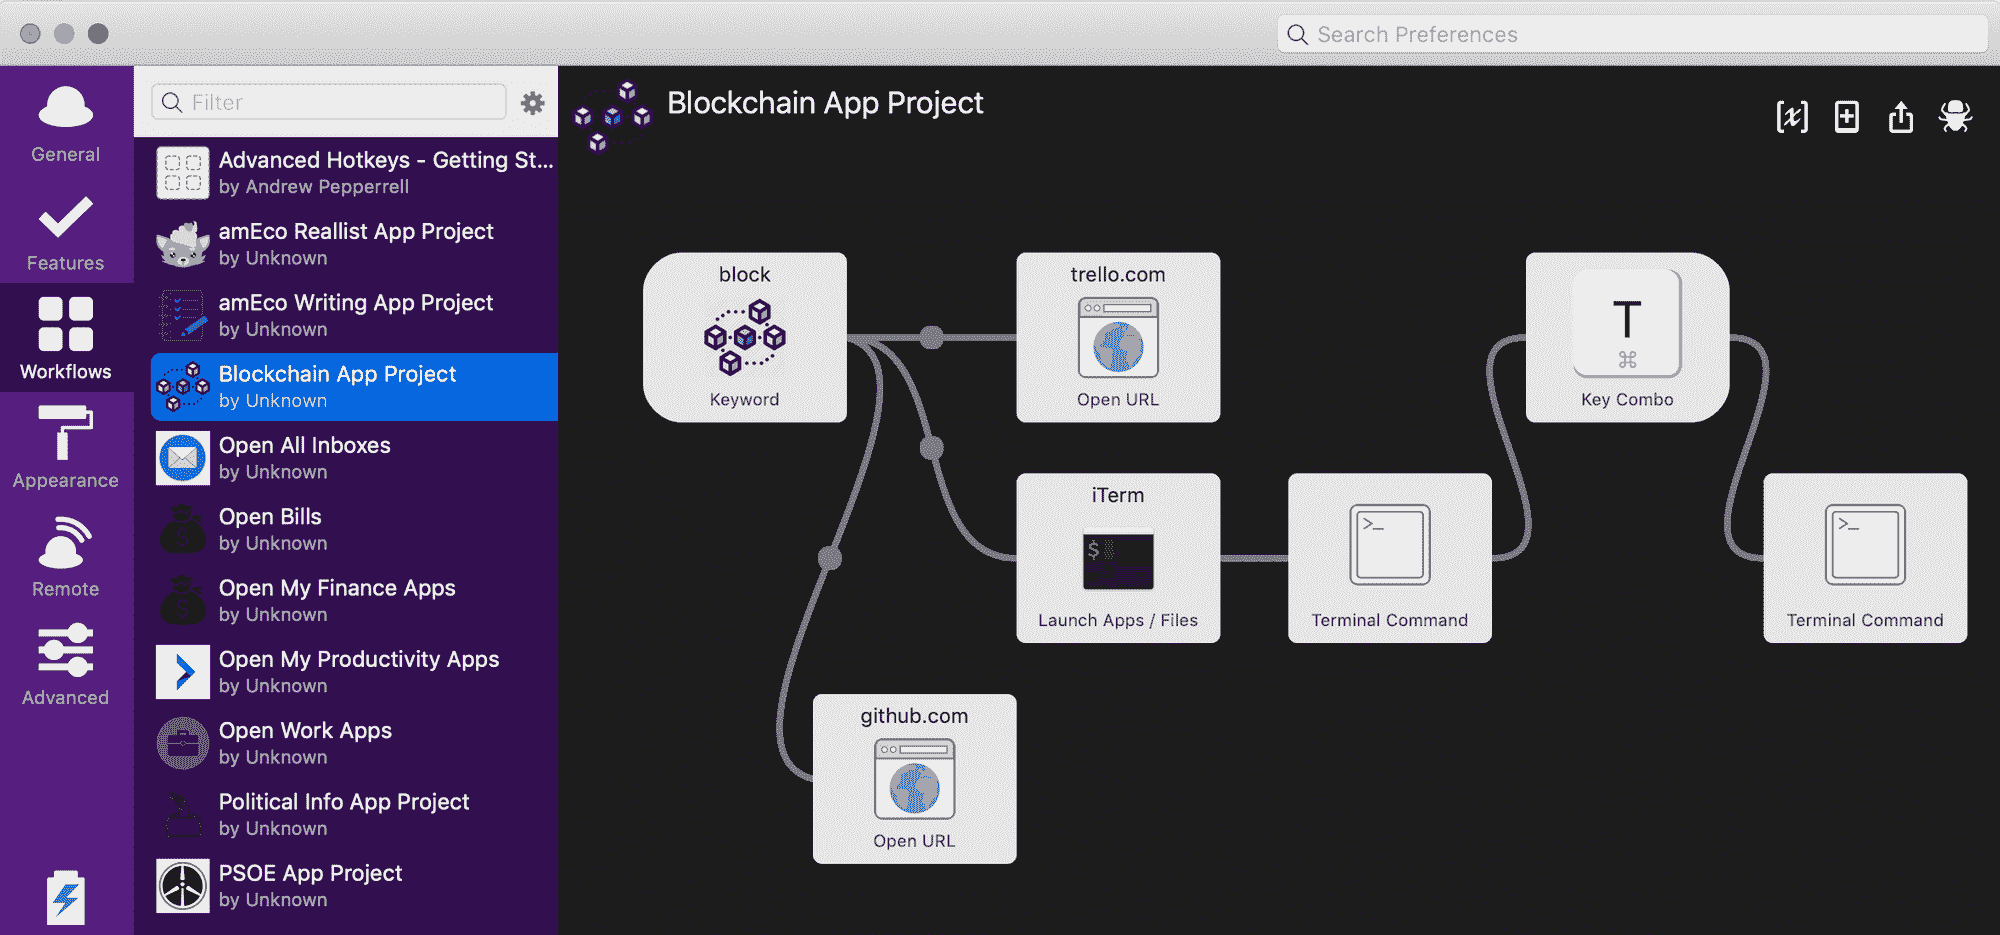 Search Preferences
General
Features
Workflows
Appearance
Remote
Advanced
Filter
Advanced Hotkeys - Getting St...
by Andrew Pepperrell
amEco Reallist App Project
by Unknown
amEco Writing App Project
by Unknown
Blockchain App Project
by Unknown
Open All Inboxes
by Unknown
Open Bills
by Unknown
Open My Finance Apps
by Unknown
Open My Productivity Apps
by Unknown
Open Work Apps
by Unknown
Political Info App Project
by Unknown
PSOE App Project
by Unknown
Blockchain App Project
[x]
block
Keyword
trello.com
Open URL
T
⌘
Key Combo
iTerm
$
Launch Apps / Files
>_
Terminal Command
>_
Terminal Command
github.com
Open URL